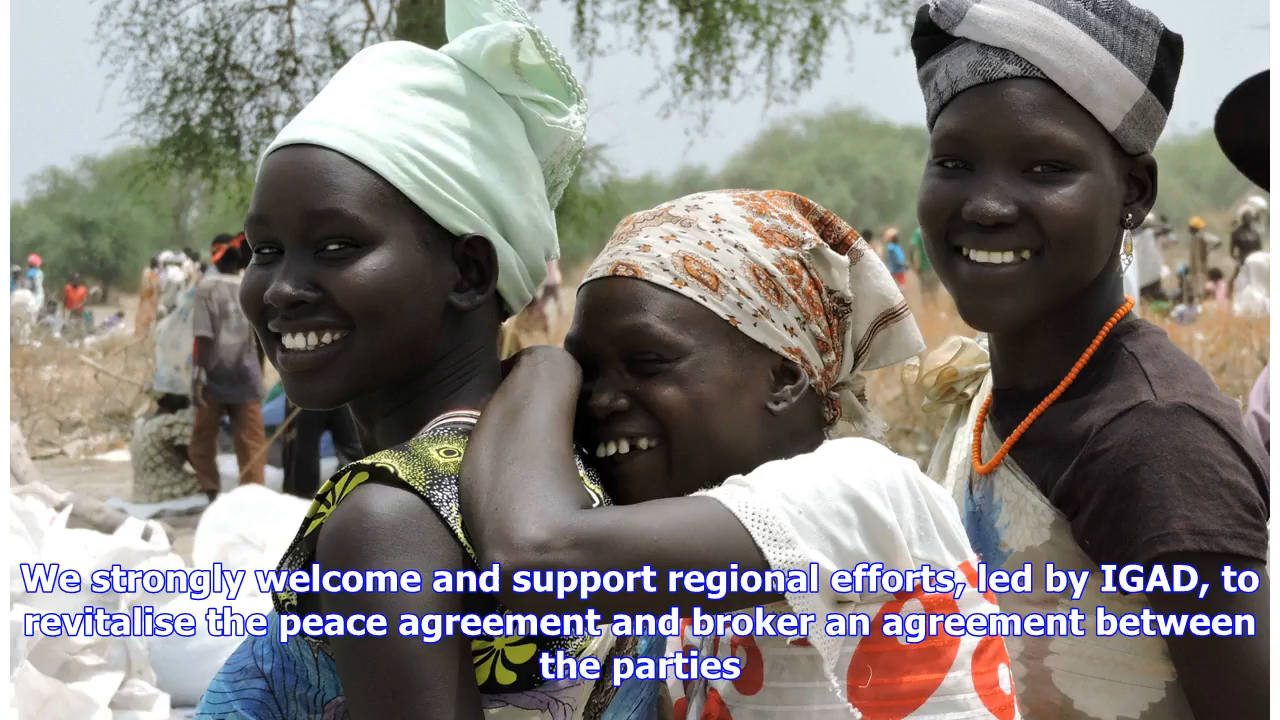 We strongly welcome and support regional efforts, led by IGAD, to
revitalise the peace agreement and broker an agreement between
the parties